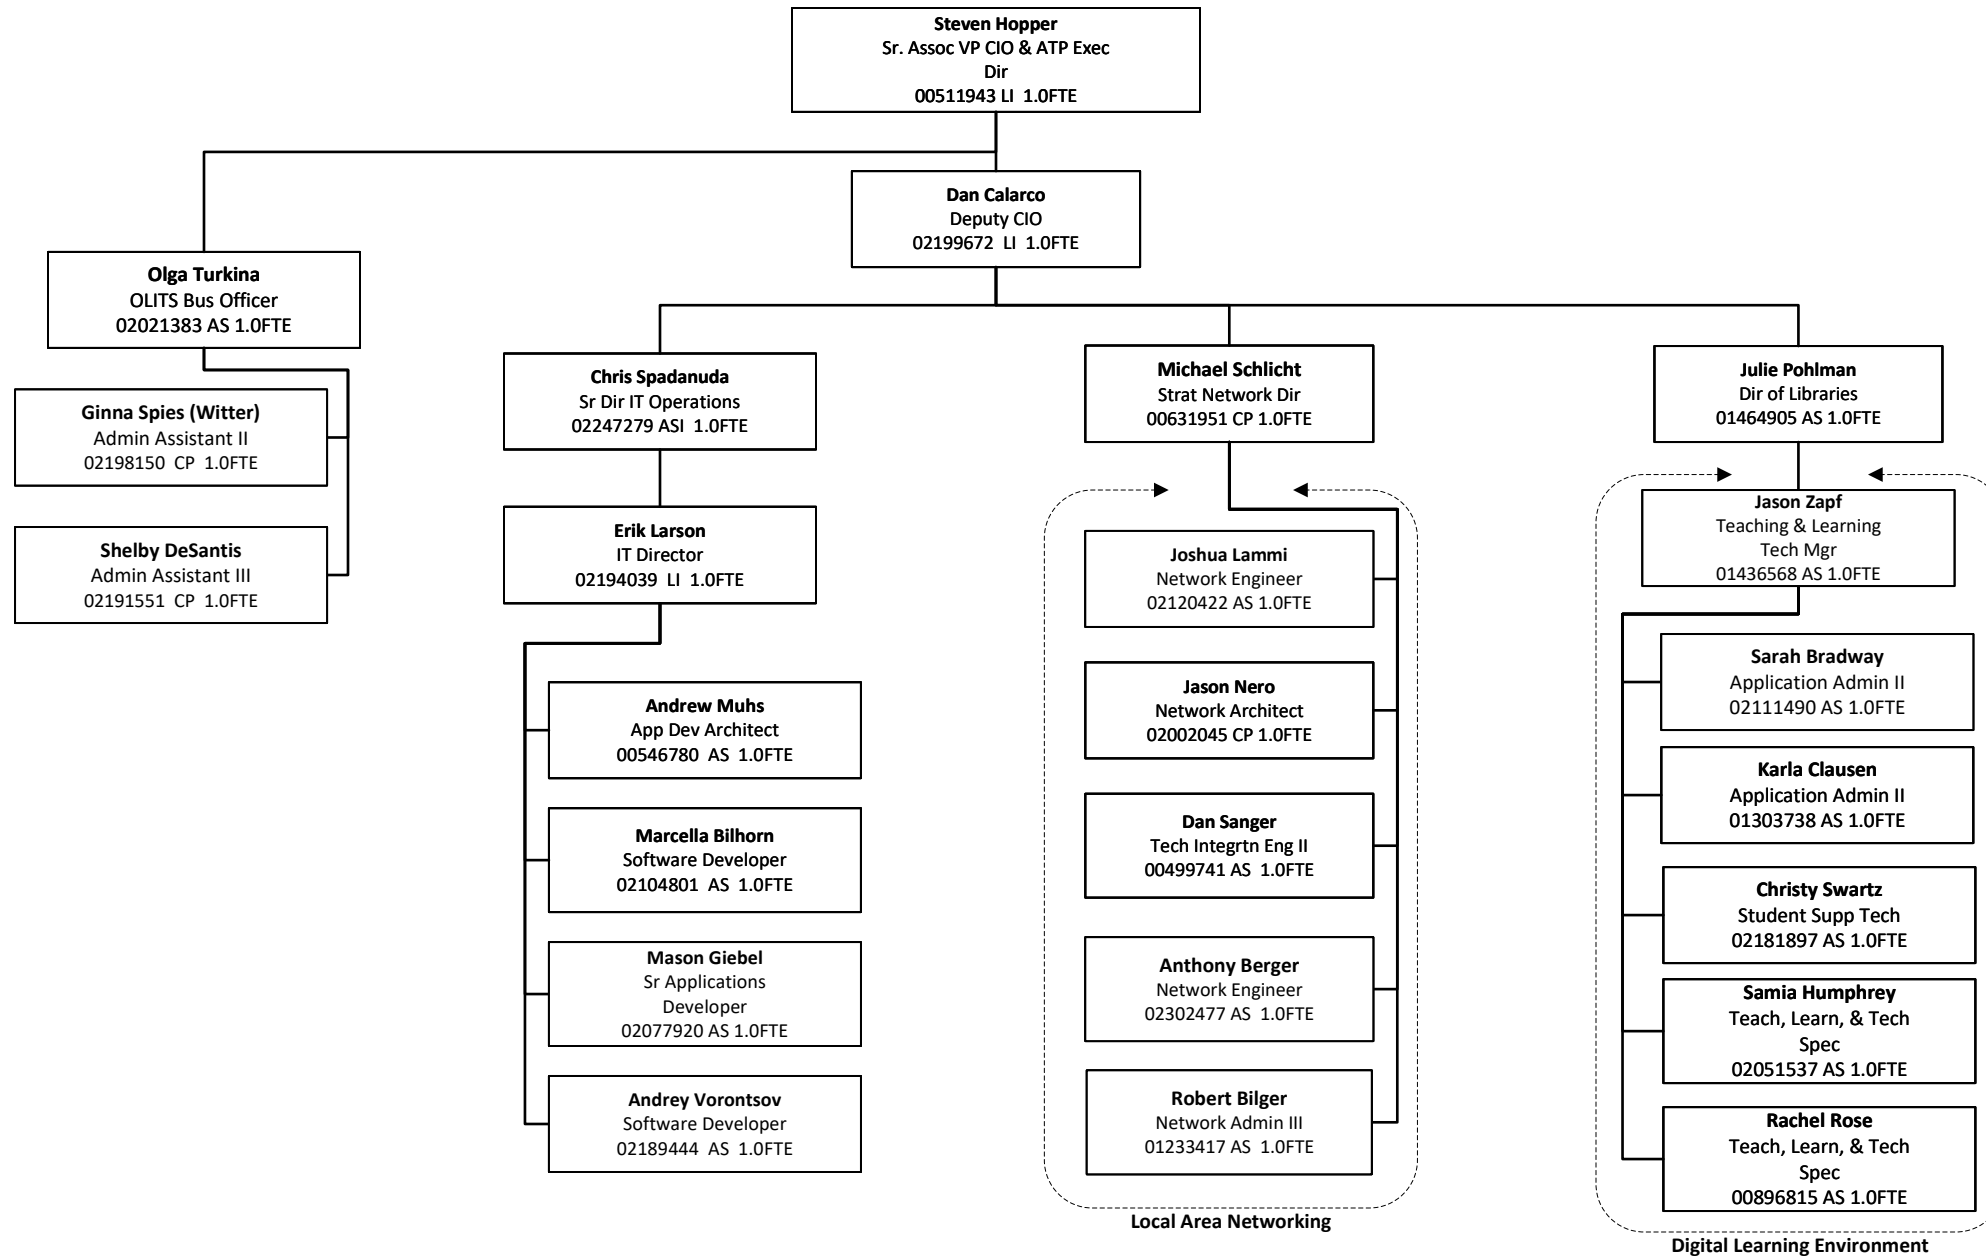 Steven Hopper
Sr. Assoc VP CIO & ATP Exec
Dir
00511943 LI 1.0FTE
Dan Calarco
Deputy CIO
02199672 LI 1.0FTE
Olga Turkina
OLITS Bus Officer
02021383 AS 1.0FTE
Ginna Spies (Witter)
Admin Assistant II
02198150 CP 1.0FTE
Shelby DeSantis
Admin Assistant III
02191551 CP 1.0FTE
Chris Spadanuda
Sr Dir IT Operations
02247279 ASI 1.0FTE
Erik Larson
IT Director
02194039 LI 1.0FTE
Andrew Muhs
App Dev Architect
00546780 AS 1.0FTE
Marcella Bilhorn
Software Developer
02104801 AS 1.0FTE
Mason Giebel
Sr Applications
Developer
02077920 AS 1.0FTE
Andrey Vorontsov
Software Developer
02189444 AS 1.0FTE
Michael Schlicht
Strat Network Dir
00631951 CP 1.0FTE
Joshua Lammi
Network Engineer
02120422 AS 1.0FTE
Jason Nero
Network Architect
02002045 CP 1.0FTE
Dan Sanger
Tech Integrtn Eng II
00499741 AS 1.0FTE
Anthony Berger
Network Engineer
02302477 AS 1.0FTE
Robert Bilger
Network Admin III
01233417 AS 1.0FTE
Local Area Networking
Julie Pohlman
Dir of Libraries
01464905 AS 1.0FTE
Jason Zapf
Teaching & Learning
Tech Mgr
01436568 AS 1.0FTE
Sarah Bradway
Application Admin II
02111490 AS 1.0FTE
Karla Clausen
Application Admin II
01303738 AS 1.0FTE
Christy Swartz
Student Supp Tech
02181897 AS 1.0FTE
Samia Humphrey
Teach, Learn, & Tech
Spec
02051537 AS 1.0FTE
Rachel Rose
Teach, Learn, & Tech
Spec
00896815 AS 1.0FTE
Digital Learning Environment